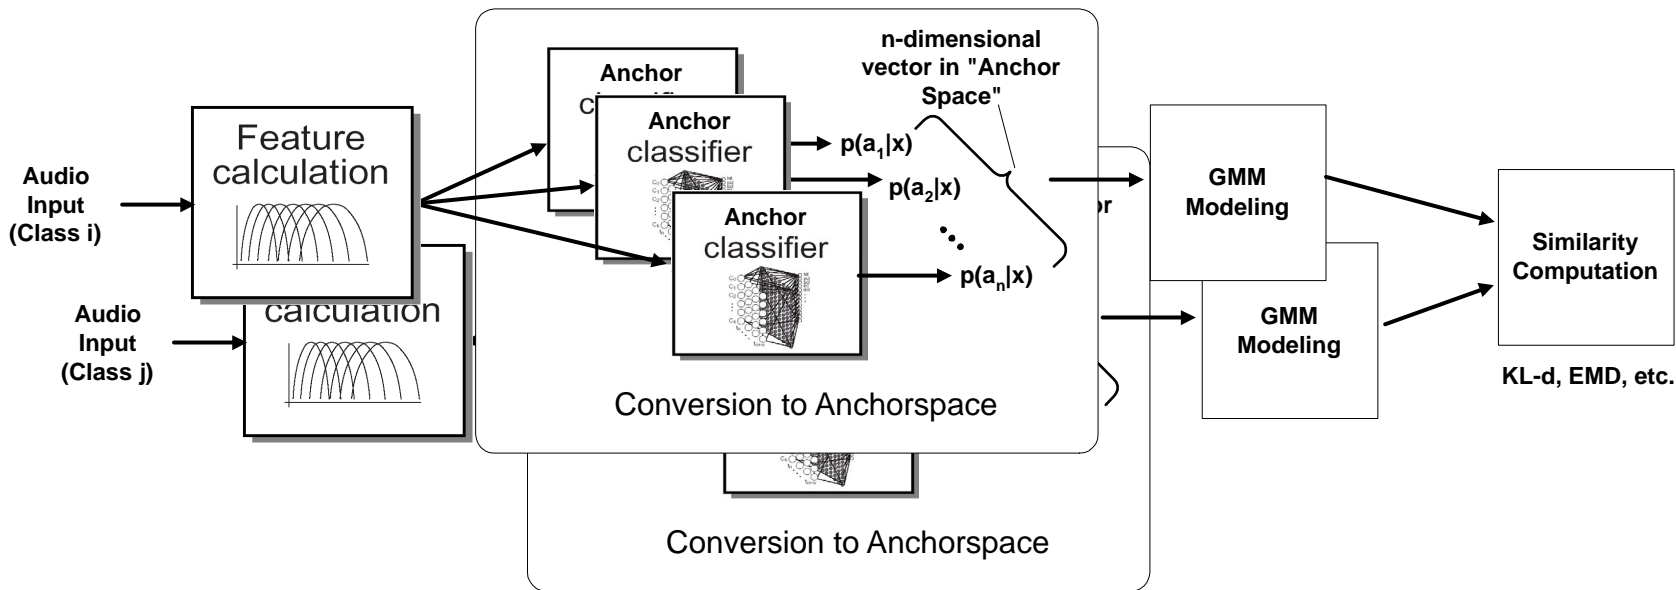 Audio
Input
(Class i)
Feature
calculation
Audio
Input
(Class j)
calculation
Anchor
Anchor
classifier
Anchor
classifier
p(a1|x)
p(a2|x)
p(an|x)
n-dimensional
vector in "Anchor
Space"
Conversion to Anchorspace
Conversion to Anchorspace
GMM
Modeling
GMM
Modeling
Similarity
Computation
KL-d, EMD, etc.